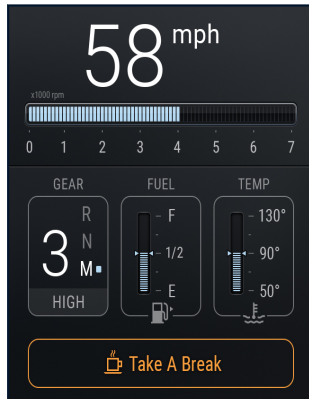 58 mph
x1000 rpm
0 1 2 3 4 5 6 7
GEAR FUEL TEMP
R F 130°
3 N 1/2 90°
M E 50°
HIGH
Take A Break